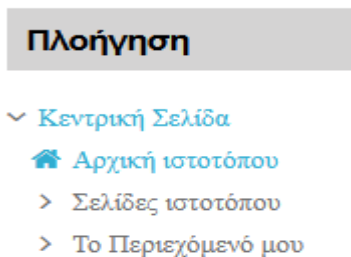 Πλοήγηση
Κεντρική Σελίδα
Αρχική ιστοτόπου
Σελίδες ιστοτόπου
Το Περιεχόμενό μου